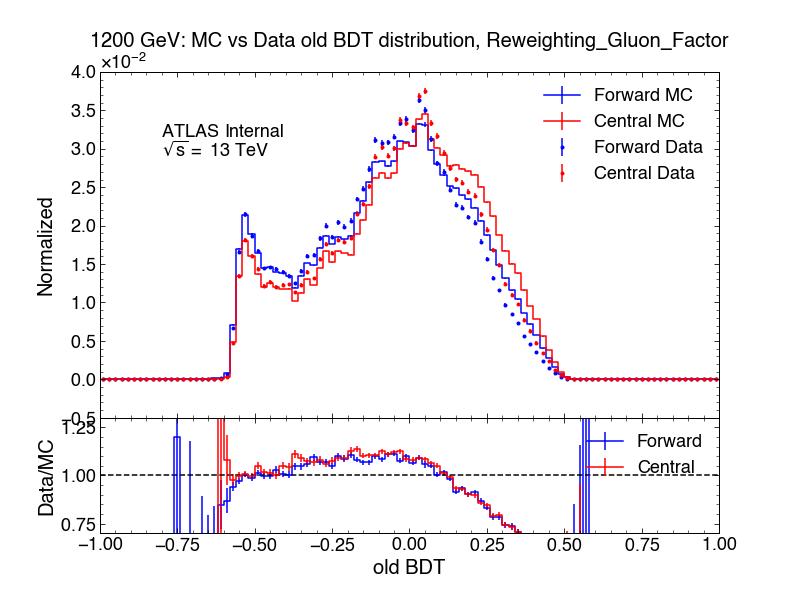 1200 GeV: MC vs Data old BDT distribution, Reweighting_Gluon_Factor
×10⁻²
4.0
3.5
3.0
2.5
2.0
1.5
1.0
0.5
0.0
−0.5
Normalized
ATLAS Internal
√s = 13 TeV
Forward MC
Central MC
Forward Data
Central Data
1.25
1.00
0.75
Data/MC
Forward
Central
−1.00 −0.75 −0.50 −0.25 0.00 0.25 0.50 0.75 1.00
old BDT